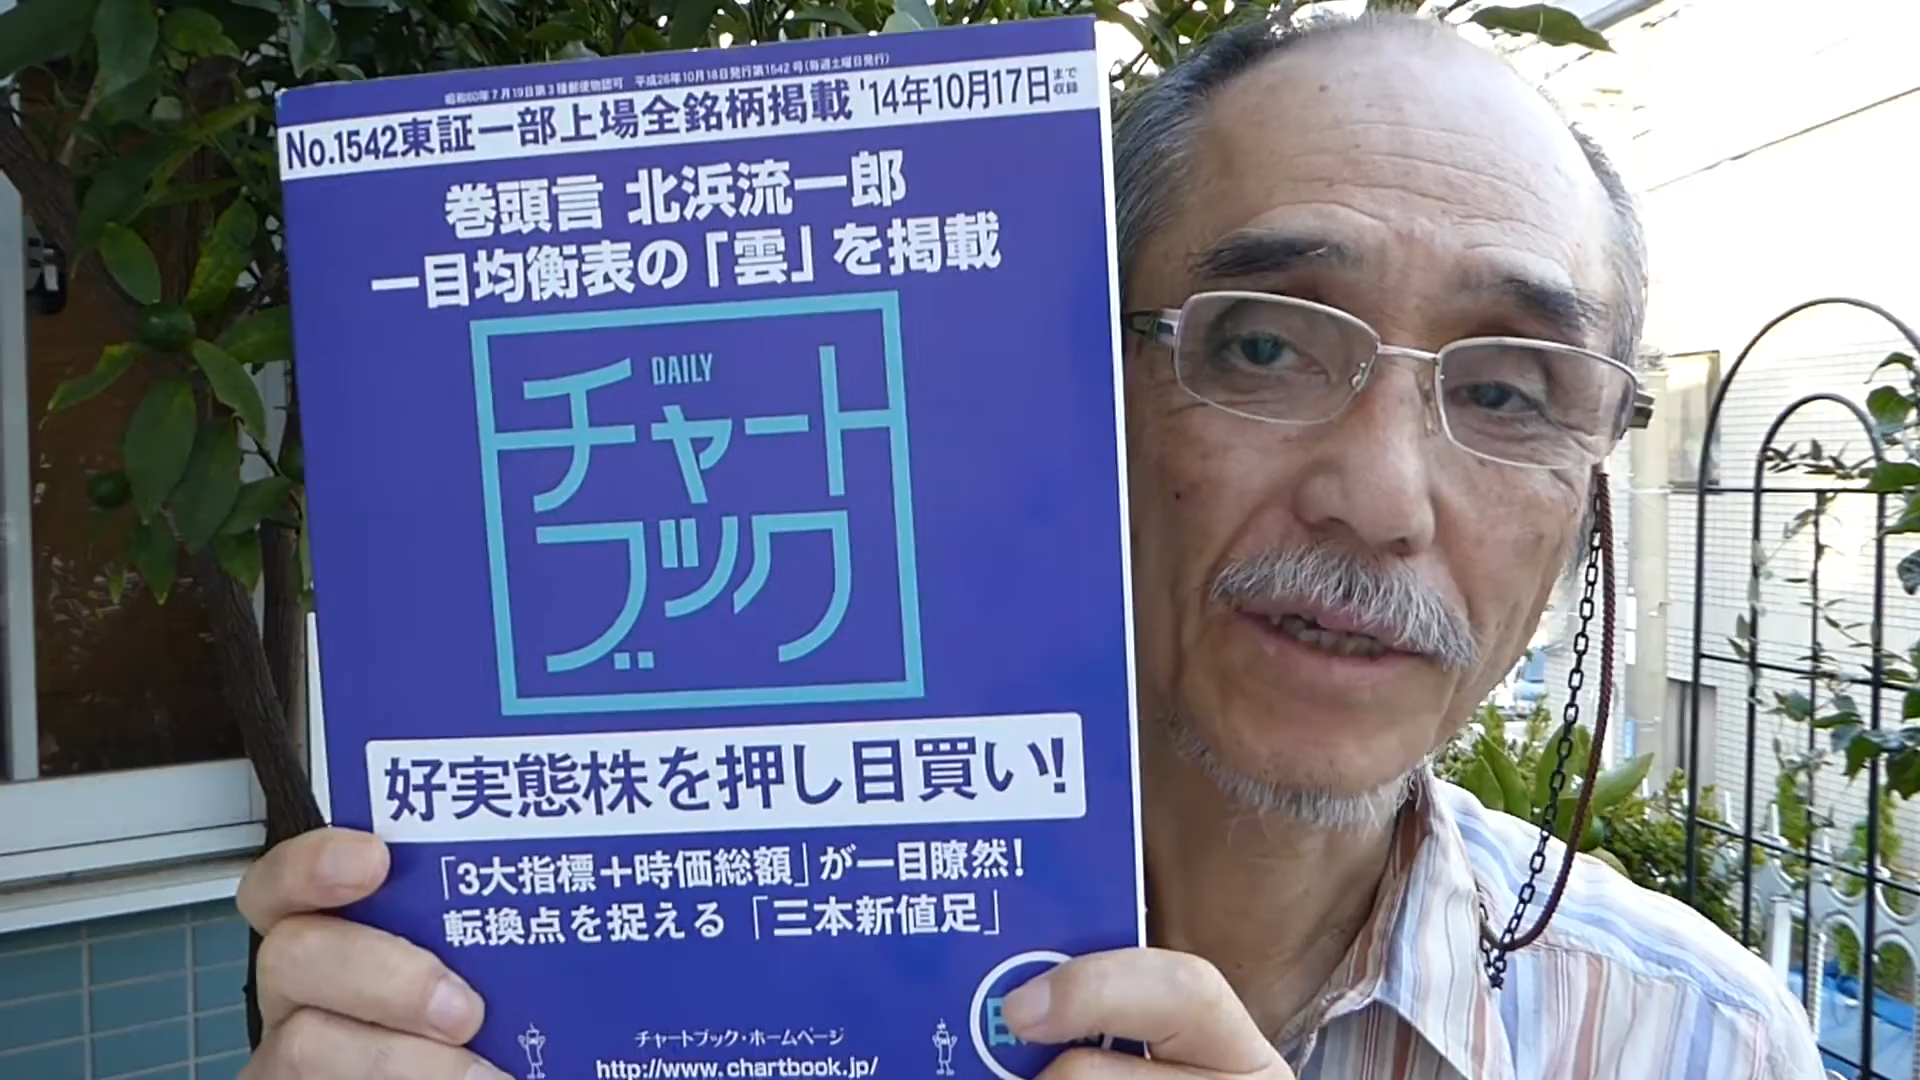 昭和60年7月19日第3種郵便物認可 平成26年10月18日発行第1542号(毎週土曜日発行)
No.1542東証一部上場全銘柄掲載 '14年10月17日まで収録
巻頭言 北浜流一郎
一目均衡表の「雲」を掲載
DAILY
チャート
ブック
好実態株を押し目買い!
「3大指標+時価総額」が一目瞭然!
転換点を捉える「三本新値足」
チャートブック・ホームページ
http://www.chartbook.jp/